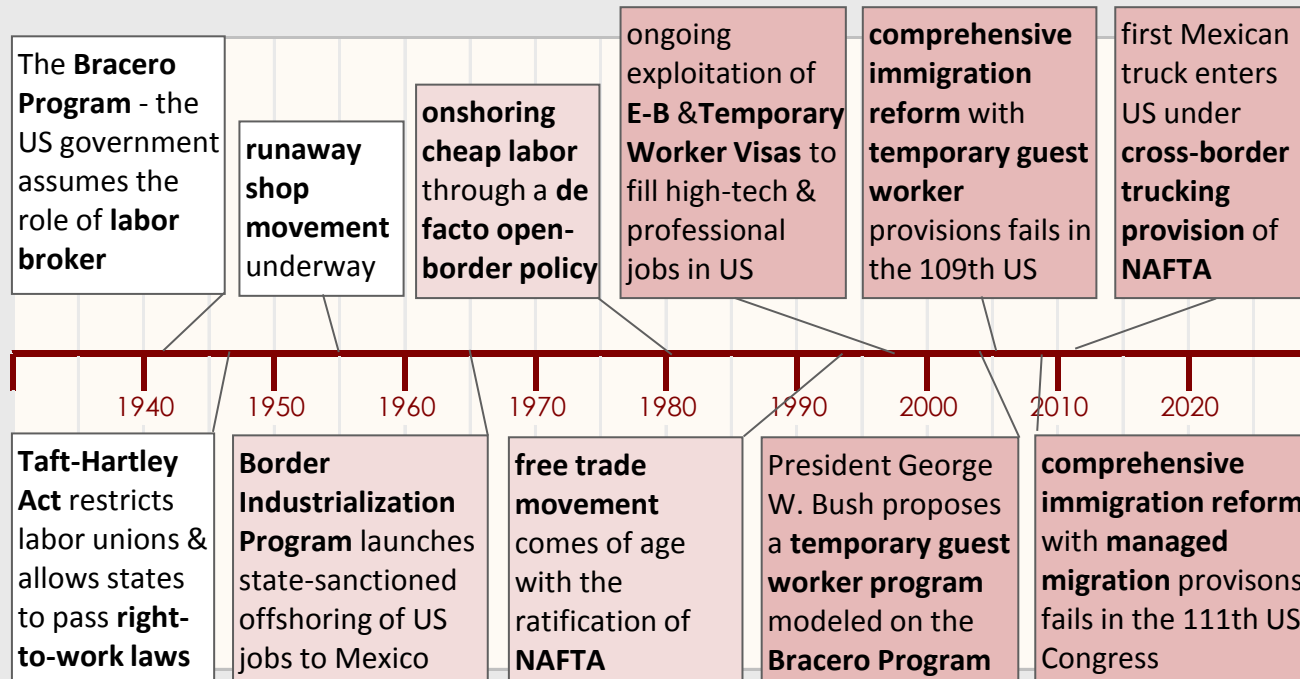 The Bracero
Program - the
US government
assumes the
role of labor
broker
runaway
shop
movement
underway
onshoring
cheap labor
through a de
facto open-
border policy
ongoing
exploitation of
E-B &Temporary
Worker Visas to
fill high-tech &
professional
jobs in US
comprehensive
immigration
reform with
temporary guest
worker
provisions fails in
the 109th US
first Mexican
truck enters
US under
cross-border
trucking
provision of
NAFTA
1940 1950 1960 1970 1980 1990 2000 2010 2020
Taft-Hartley
Act restricts
labor unions &
allows states
to pass right-
to-work laws
Border
Industrialization
Program launches
state-sanctioned
offshoring of US
jobs to Mexico
free trade
movement
comes of age
with the
ratification of
NAFTA
President George
W. Bush proposes
a temporary guest
worker program
modeled on the
Bracero Program
comprehensive
immigration reform
with managed
migration provisons
fails in the 111th US
Congress